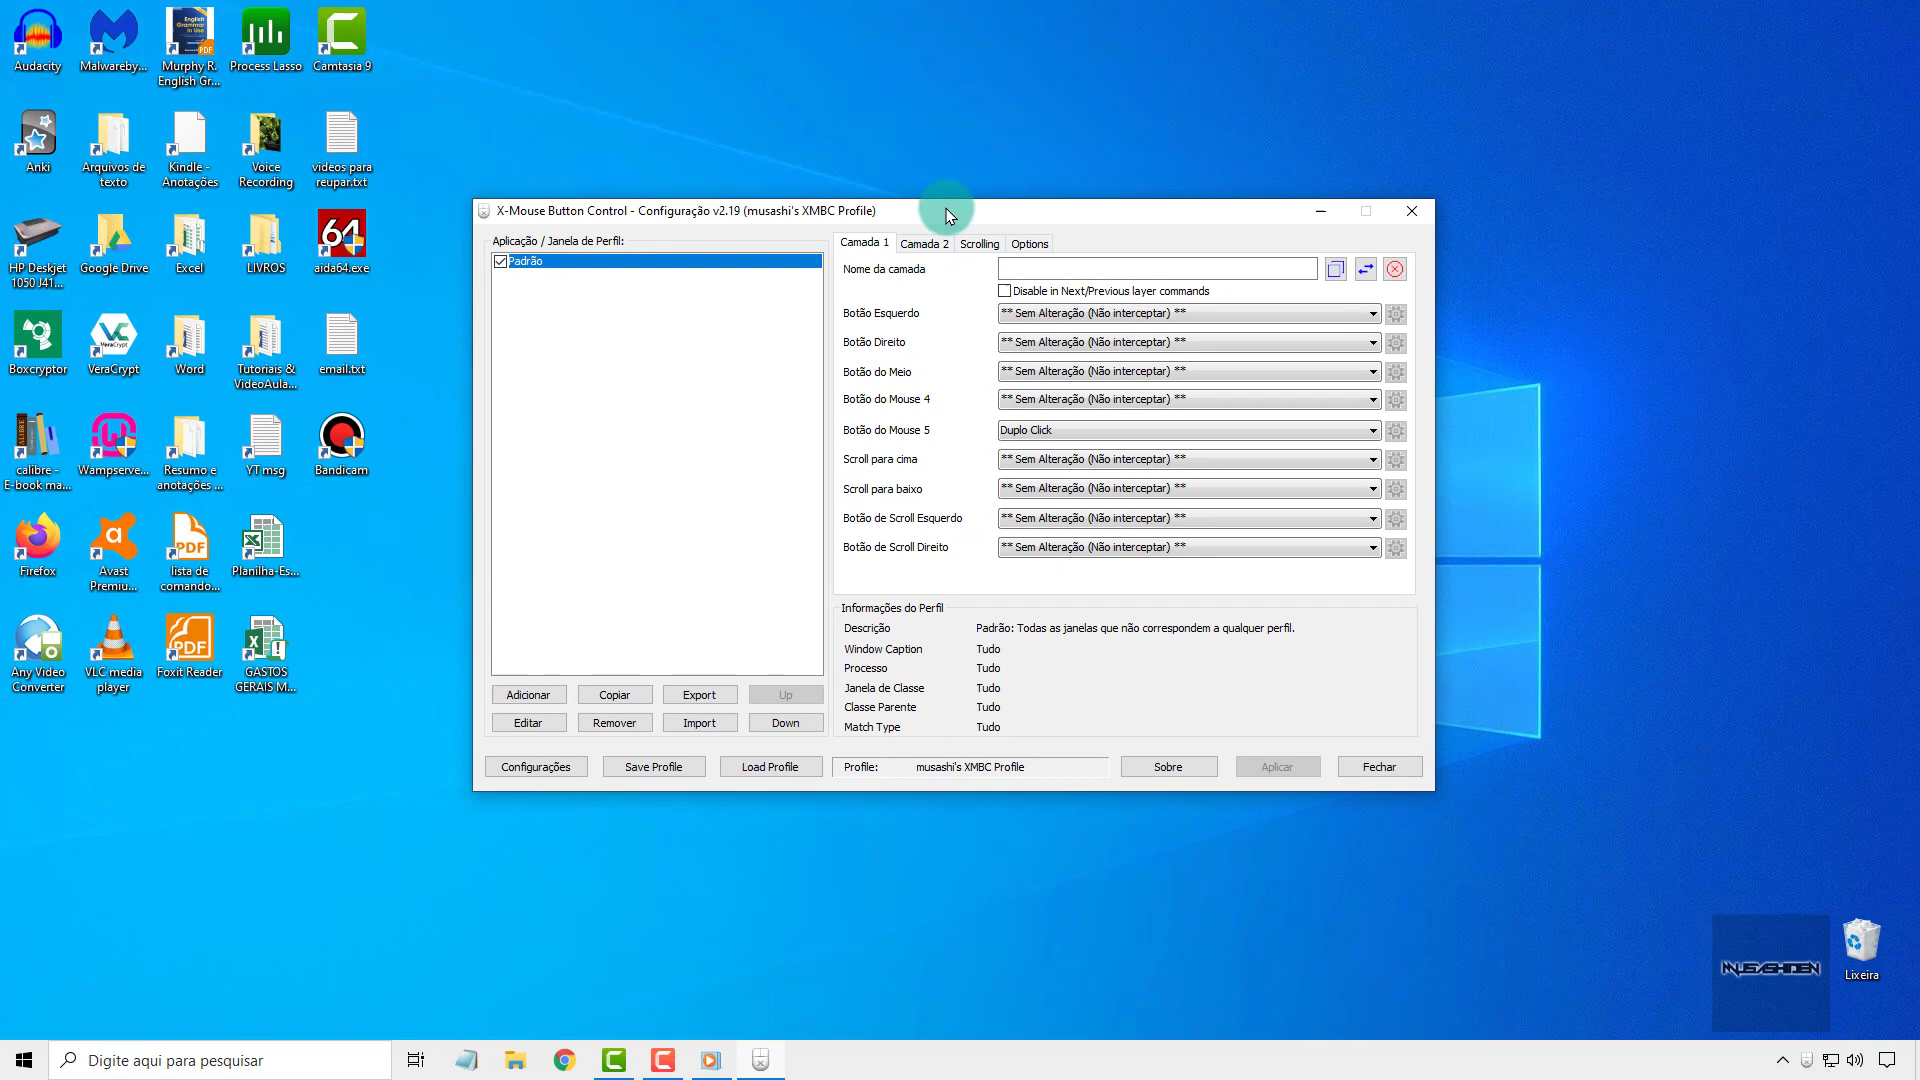 Audacity
Malwareby...
Murphy R.
English Gr...
Process Lasso
Camtasia 9
Anki
Arquivos de
texto
Kindle -
Anotações
Voice
Recording
videos para
reupar.txt
HP Deskjet
1050 J41...
Google Drive
Excel
LIVROS
64
aida64.exe
Boxcryptor
VeraCrypt
Word
Tutoriais &
VideoAula...
email.txt
calibre -
E-book ma...
Wampserve...
Resumo e
anotações ...
YT msg
Bandicam
Firefox
Avast
Premiu...
PDF
lista de
comando...
Planilha-Es...
Any Video
Converter
VLC media
player
PDF
Foxit Reader
GASTOS
GERAIS M...
X-Mouse Button Control - Configuração v2.19 (musashi's XMBC Profile)
Aplicação / Janela de Perfil:
Padrão
Adicionar
Copiar
Export
Up
Editar
Remover
Import
Down
Camada 1
Camada 2
Scrolling
Options
Nome da camada
Disable in Next/Previous layer commands
Botão Esquerdo
** Sem Alteração (Não interceptar) **
Botão Direito
** Sem Alteração (Não interceptar) **
Botão do Meio
** Sem Alteração (Não interceptar) **
Botão do Mouse 4
** Sem Alteração (Não interceptar) **
Botão do Mouse 5
Duplo Click
Scroll para cima
** Sem Alteração (Não interceptar) **
Scroll para baixo
** Sem Alteração (Não interceptar) **
Botão de Scroll Esquerdo
** Sem Alteração (Não interceptar) **
Botão de Scroll Direito
** Sem Alteração (Não interceptar) **
Informações do Perfil
Descrição
Padrão: Todas as janelas que não correspondem a qualquer perfil.
Window Caption
Tudo
Processo
Tudo
Janela de Classe
Tudo
Classe Parente
Tudo
Match Type
Tudo
Configurações
Save Profile
Load Profile
Profile:
musashi's XMBC Profile
Sobre
Aplicar
Fechar
MUSASHIDEN
Lixeira
Digite aqui para pesquisar